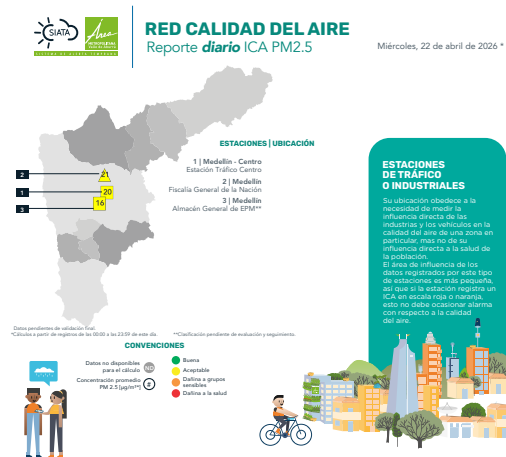 SIATA
Área
METROPOLITANA
Valle de Aburrá
RED CALIDAD DEL AIRE
Reporte diario ICA PM2.5
Miércoles, 22 de abril de 2026 *
ESTACIONES | UBICACIÓN
1 | Medellín - Centro
Estación Tráfico Centro
2 | Medellín
Fiscalía General de la Nación
3 | Medellín
Almacén General de EPM**
2
21
1
20
3
16
ESTACIONES
DE TRÁFICO
O INDUSTRIALES
Su ubicación obedece a la
necesidad de medir la
influencia directa de las
industrias y los vehículos en la
calidad del aire de una zona en
particular, mas no de su
influencia directa a la salud de
la población.
El área de influencia de los
datos registrados por este tipo
de estaciones es más pequeña,
así que si la estación registra un
ICA en escala roja o naranja,
esto no debe ocasionar alarma
con respecto a la calidad
del aire.
Datos pendientes de validación final.
*Cálculos a partir de registros de las 00:00 a las 23:59 de este día.
**Clasificación pendiente de evaluación y seguimiento.
CONVENCIONES
Datos no disponibles
para el cálculo
ND
Concentración promedio
PM 2.5 (µg/m³)
#
Buena
Aceptable
Dañina a grupos
sensibles
Dañina a la salud